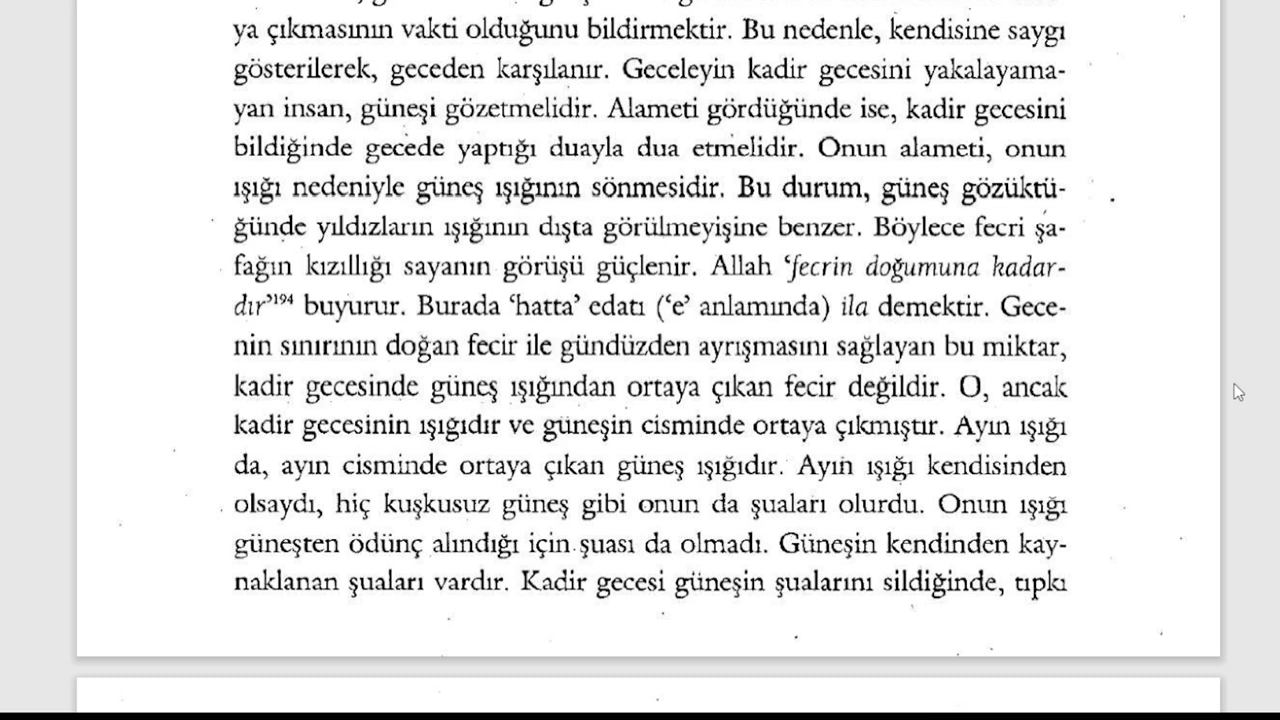 ya çıkmasının vakti olduğunu bildirmektir. Bu nedenle, kendisine saygı
gösterilerek, geceden karşılanır. Geceleyin kadir gecesini yakalayama-
yan insan, güneşi gözetmelidir. Alameti gördüğünde ise, kadir gecesini
bildiğinde gecede yaptığı duayla dua etmelidir. Onun alameti, onun
ışığı nedeniyle güneş ışığının sönmesidir. Bu durum, güneş gözüktü-
ğünde yıldızların ışığının dışta görülmeyişine benzer. Böylece fecri şa-
fağın kızıllığı sayanın görüşü güçlenir. Allah ‘fecrin doğumuna kadar-
dır’¹⁹⁴ buyurur. Burada ‘hatta’ edatı (‘e’ anlamında) ila demektir. Gece-
nin sınırının doğan fecir ile gündüzden ayrışmasını sağlayan bu miktar,
kadir gecesinde güneş ışığından ortaya çıkan fecir değildir. O, ancak
kadir gecesinin ışığıdır ve güneşin cisminde ortaya çıkmıştır. Ayın ışığı
da, ayın cisminde ortaya çıkan güneş ışığıdır. Ayın ışığı kendisinden
olsaydı, hiç kuşkusuz güneş gibi onun da şuaları olurdu. Onun ışığı
güneşten ödünç alındığı için şuası da olmadı. Güneşin kendinden kay-
naklanan şuaları vardır. Kadir gecesi güneşin şualarını sildiğinde, tıpkı